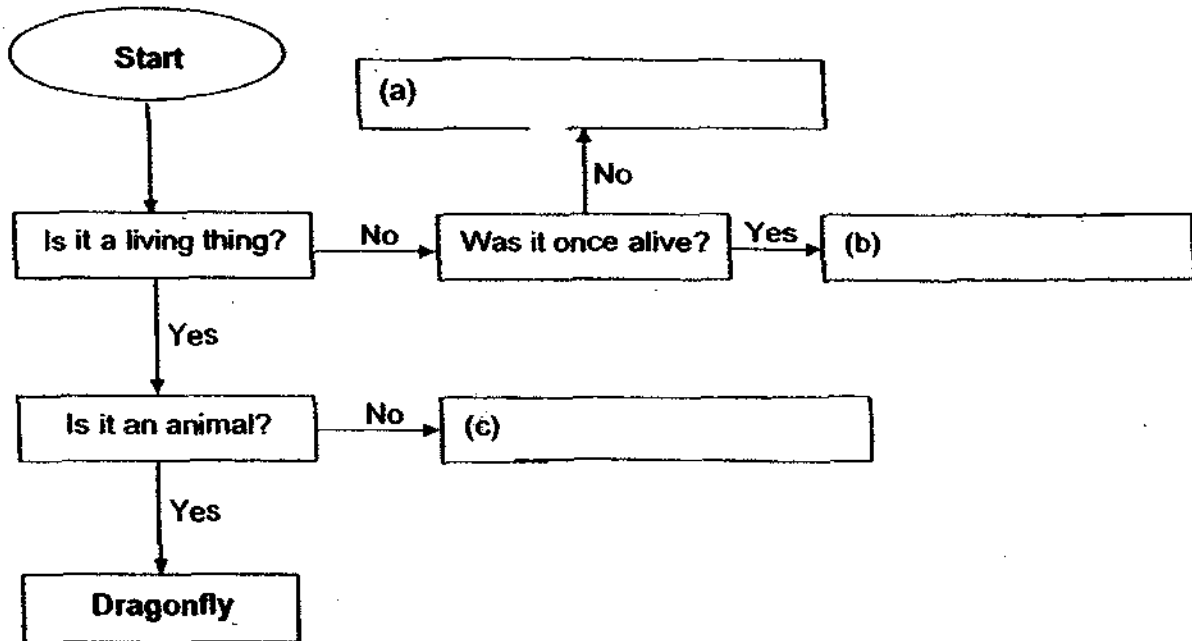 Start
(a)
No
Is it a living thing?
No
Was it once alive?
Yes
(b)
Yes
Is it an animal?
No
(c)
Yes
Dragonfly